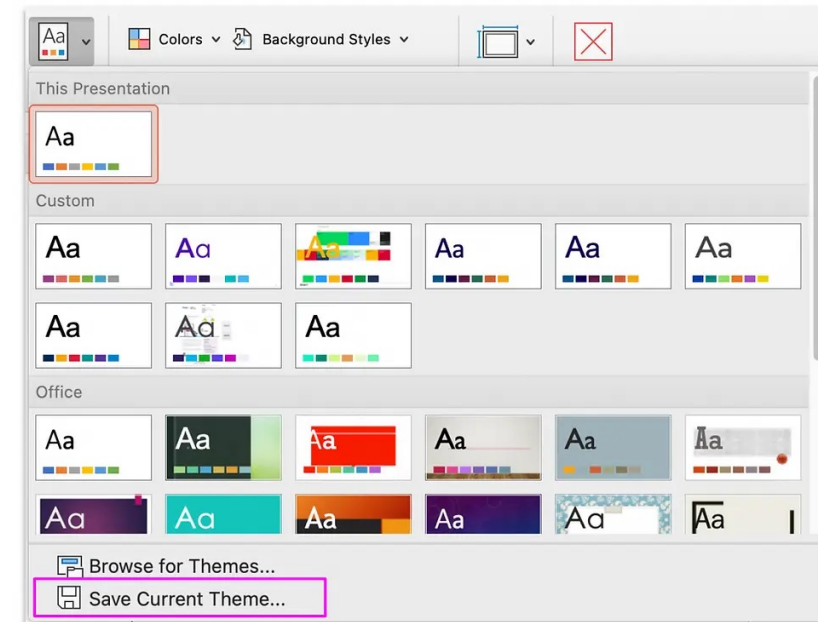 Aa Colors Background Styles
This Presentation
Aa
Custom
Aa Aa Aa Aa Aa Aa
Aa Aa Aa
Office
Aa Aa Aa Aa Aa Aa
Aa Aa Aa Aa Aa Aa
Browse for Themes...
Save Current Theme...